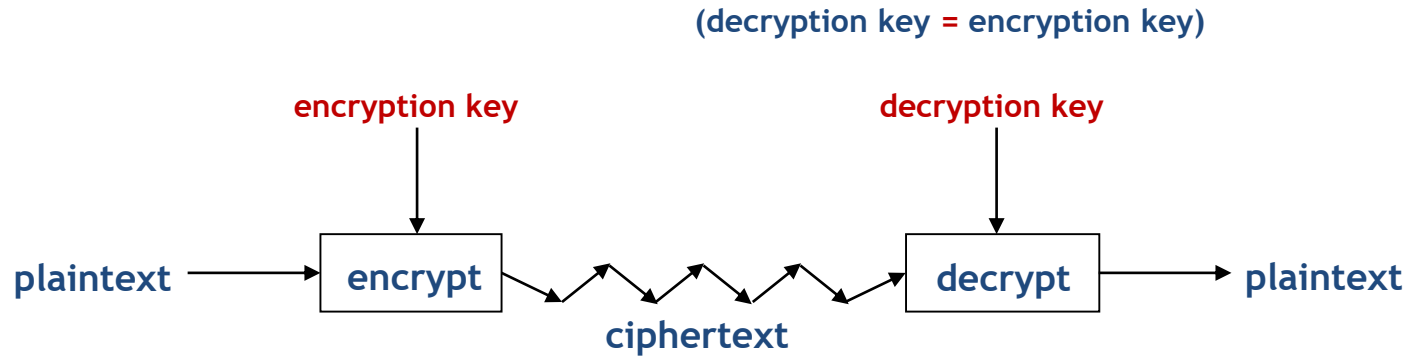 (decryption key = encryption key)
encryption key
decryption key
plaintext
encrypt
decrypt
plaintext
ciphertext